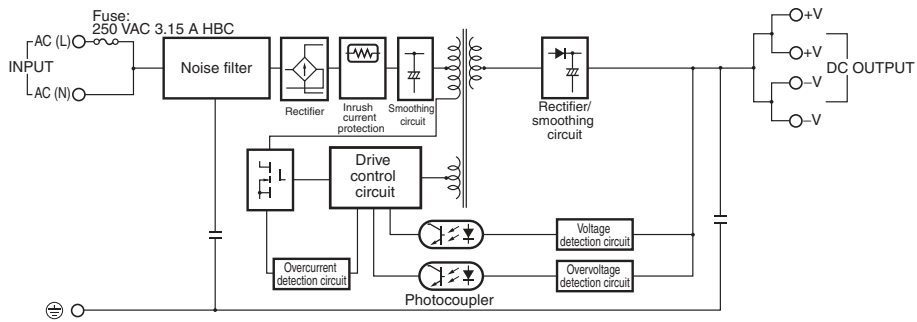 Fuse:
250 VAC 3.15 A HBC
AC (L)
INPUT
AC (N)
Noise filter
Rectifier
Inrush
current
protection
Smoothing
circuit
Rectifier/
smoothing
circuit
+V
+V
DC OUTPUT
−V
−V
Drive
control
circuit
Overcurrent
detection circuit
Voltage
detection circuit
Overvoltage
detection circuit
Photocoupler